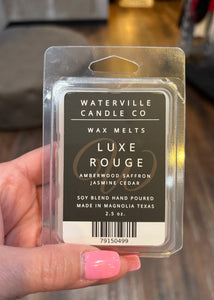 WATERVILLE
CANDLE CO
WAX MELTS
LUXE
ROUGE
AMBERWOOD SAFFRON
JASMINE CEDAR
SOY BLEND HAND POURED
MADE IN MAGNOLIA TEXAS
2.5 oz.
79150499